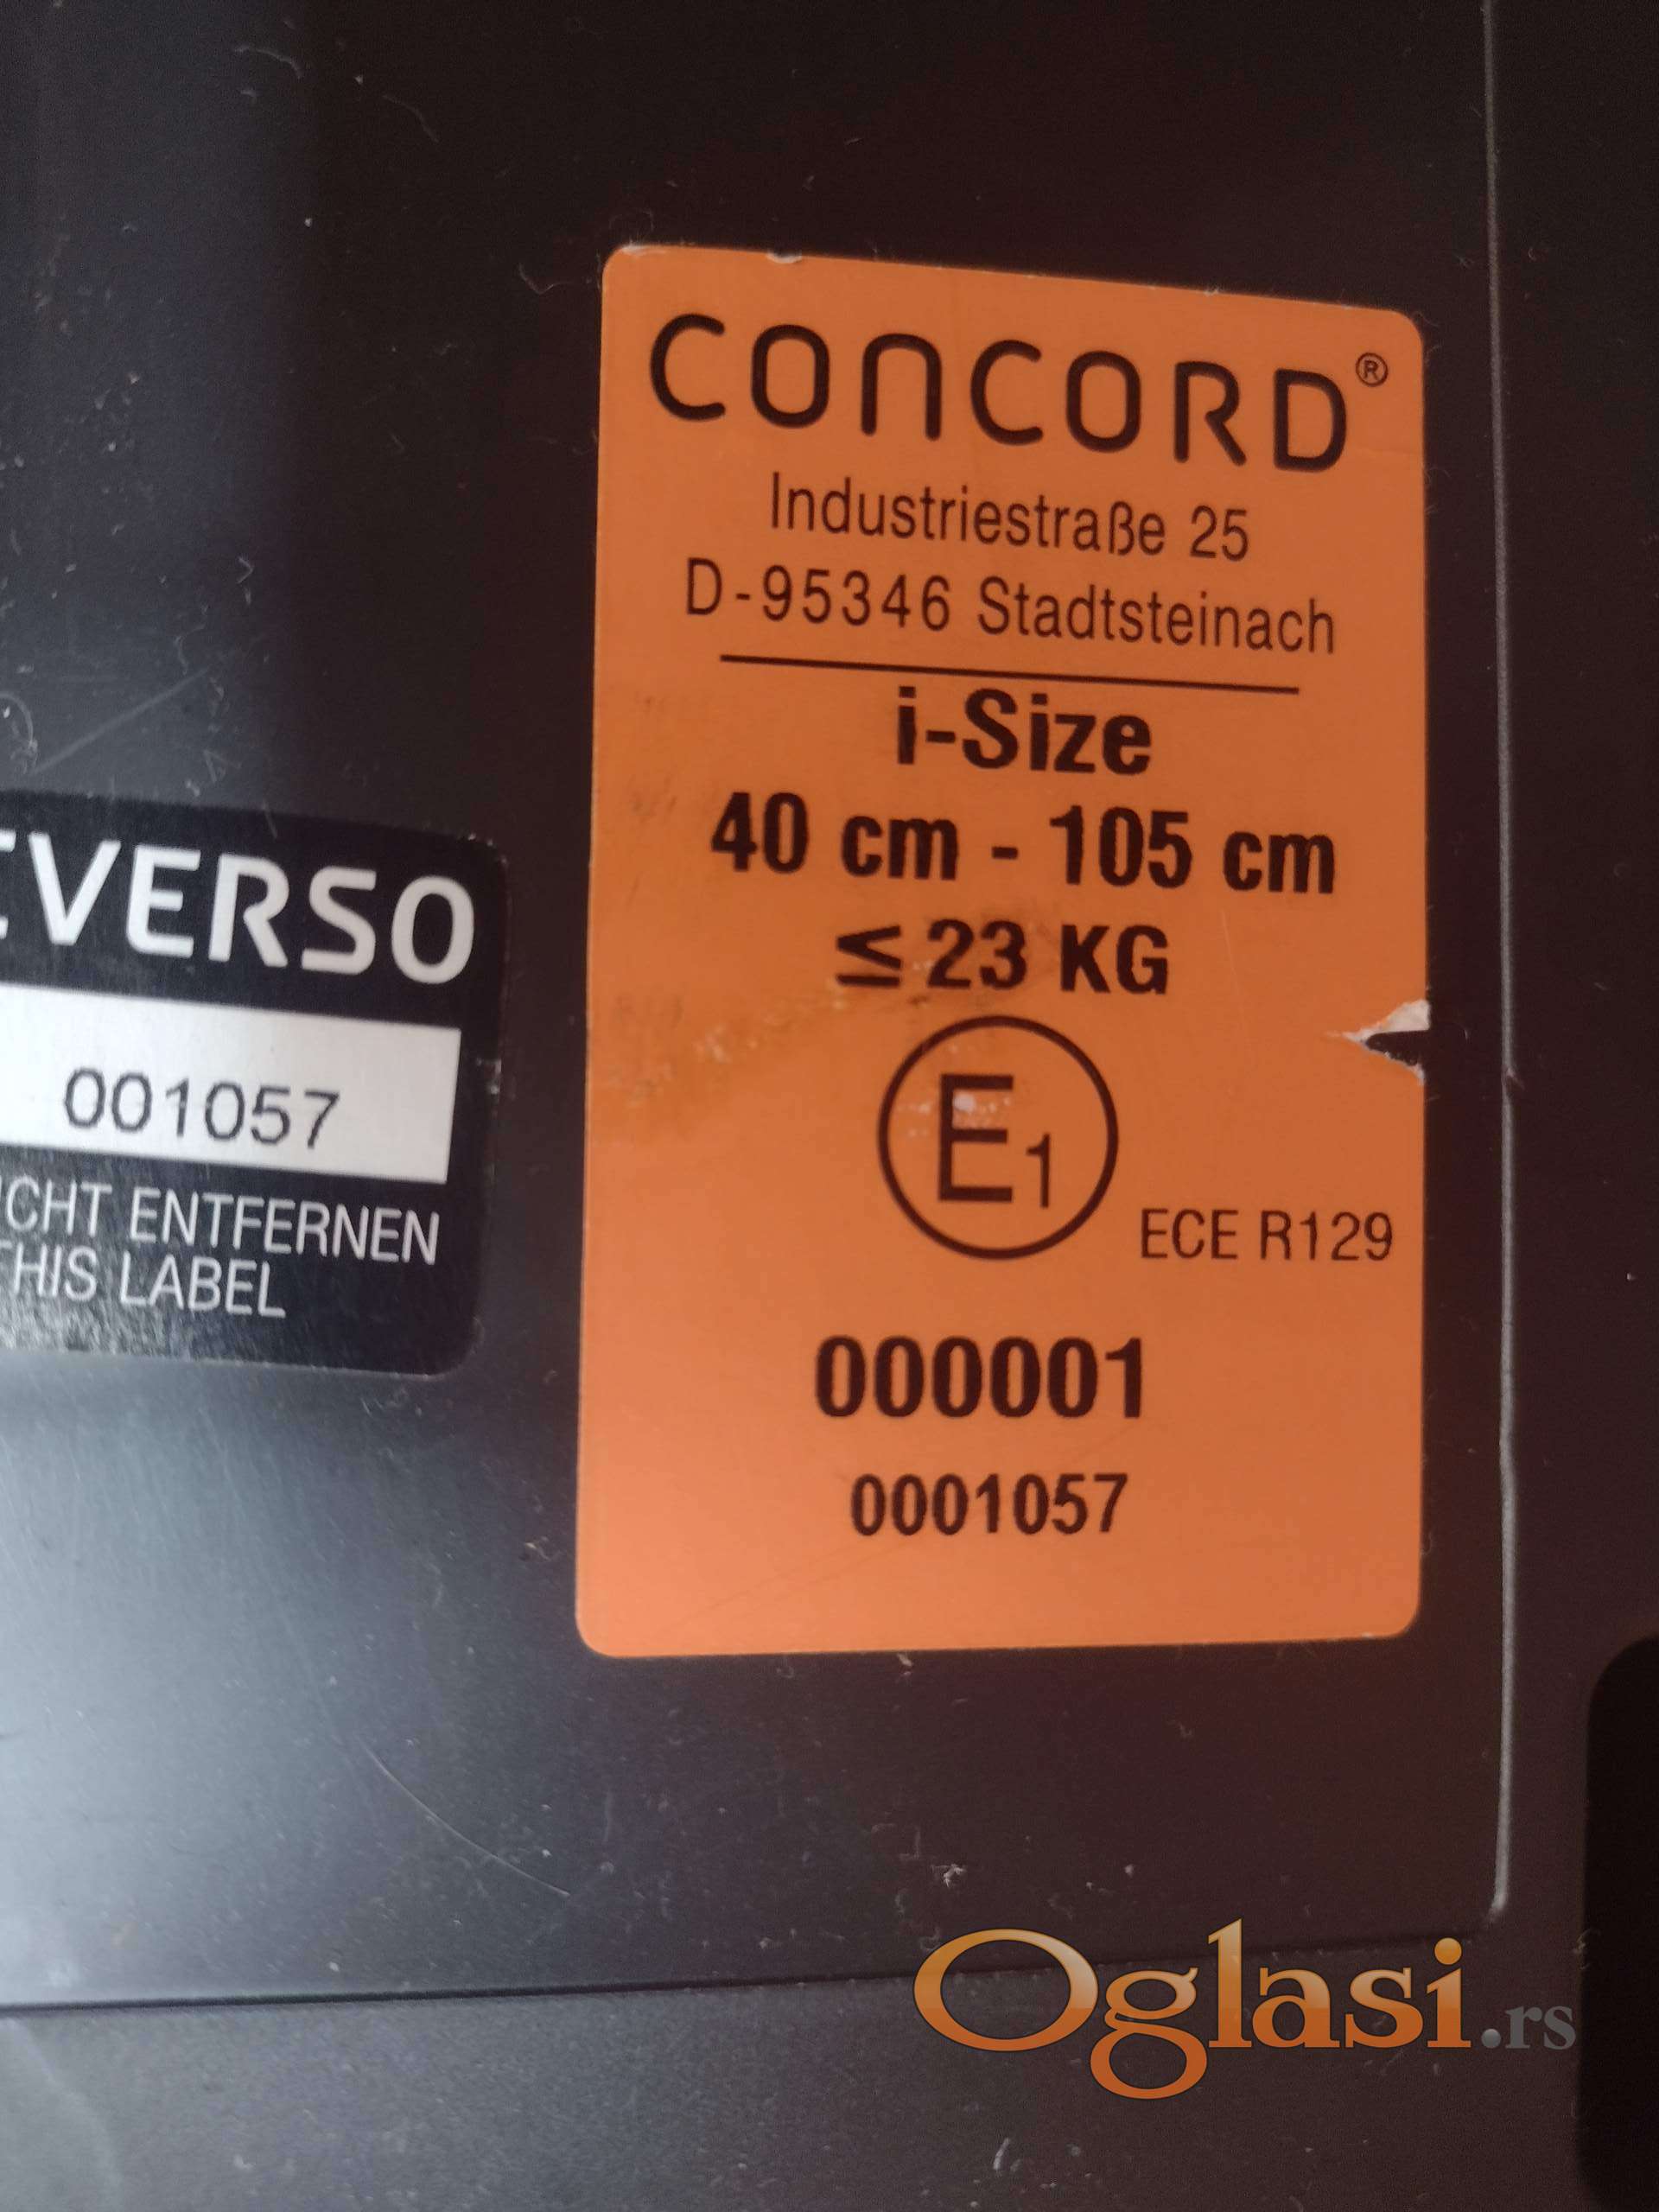 CONCORD®
Industriestraße 25
D-95346 Stadtsteinach
i-Size
40 cm - 105 cm
≤ 23 KG
E1
ECE R129
000001
0001057
EVERSO
001057
ICHT ENTFERNEN
THIS LABEL
Oglasi.rs